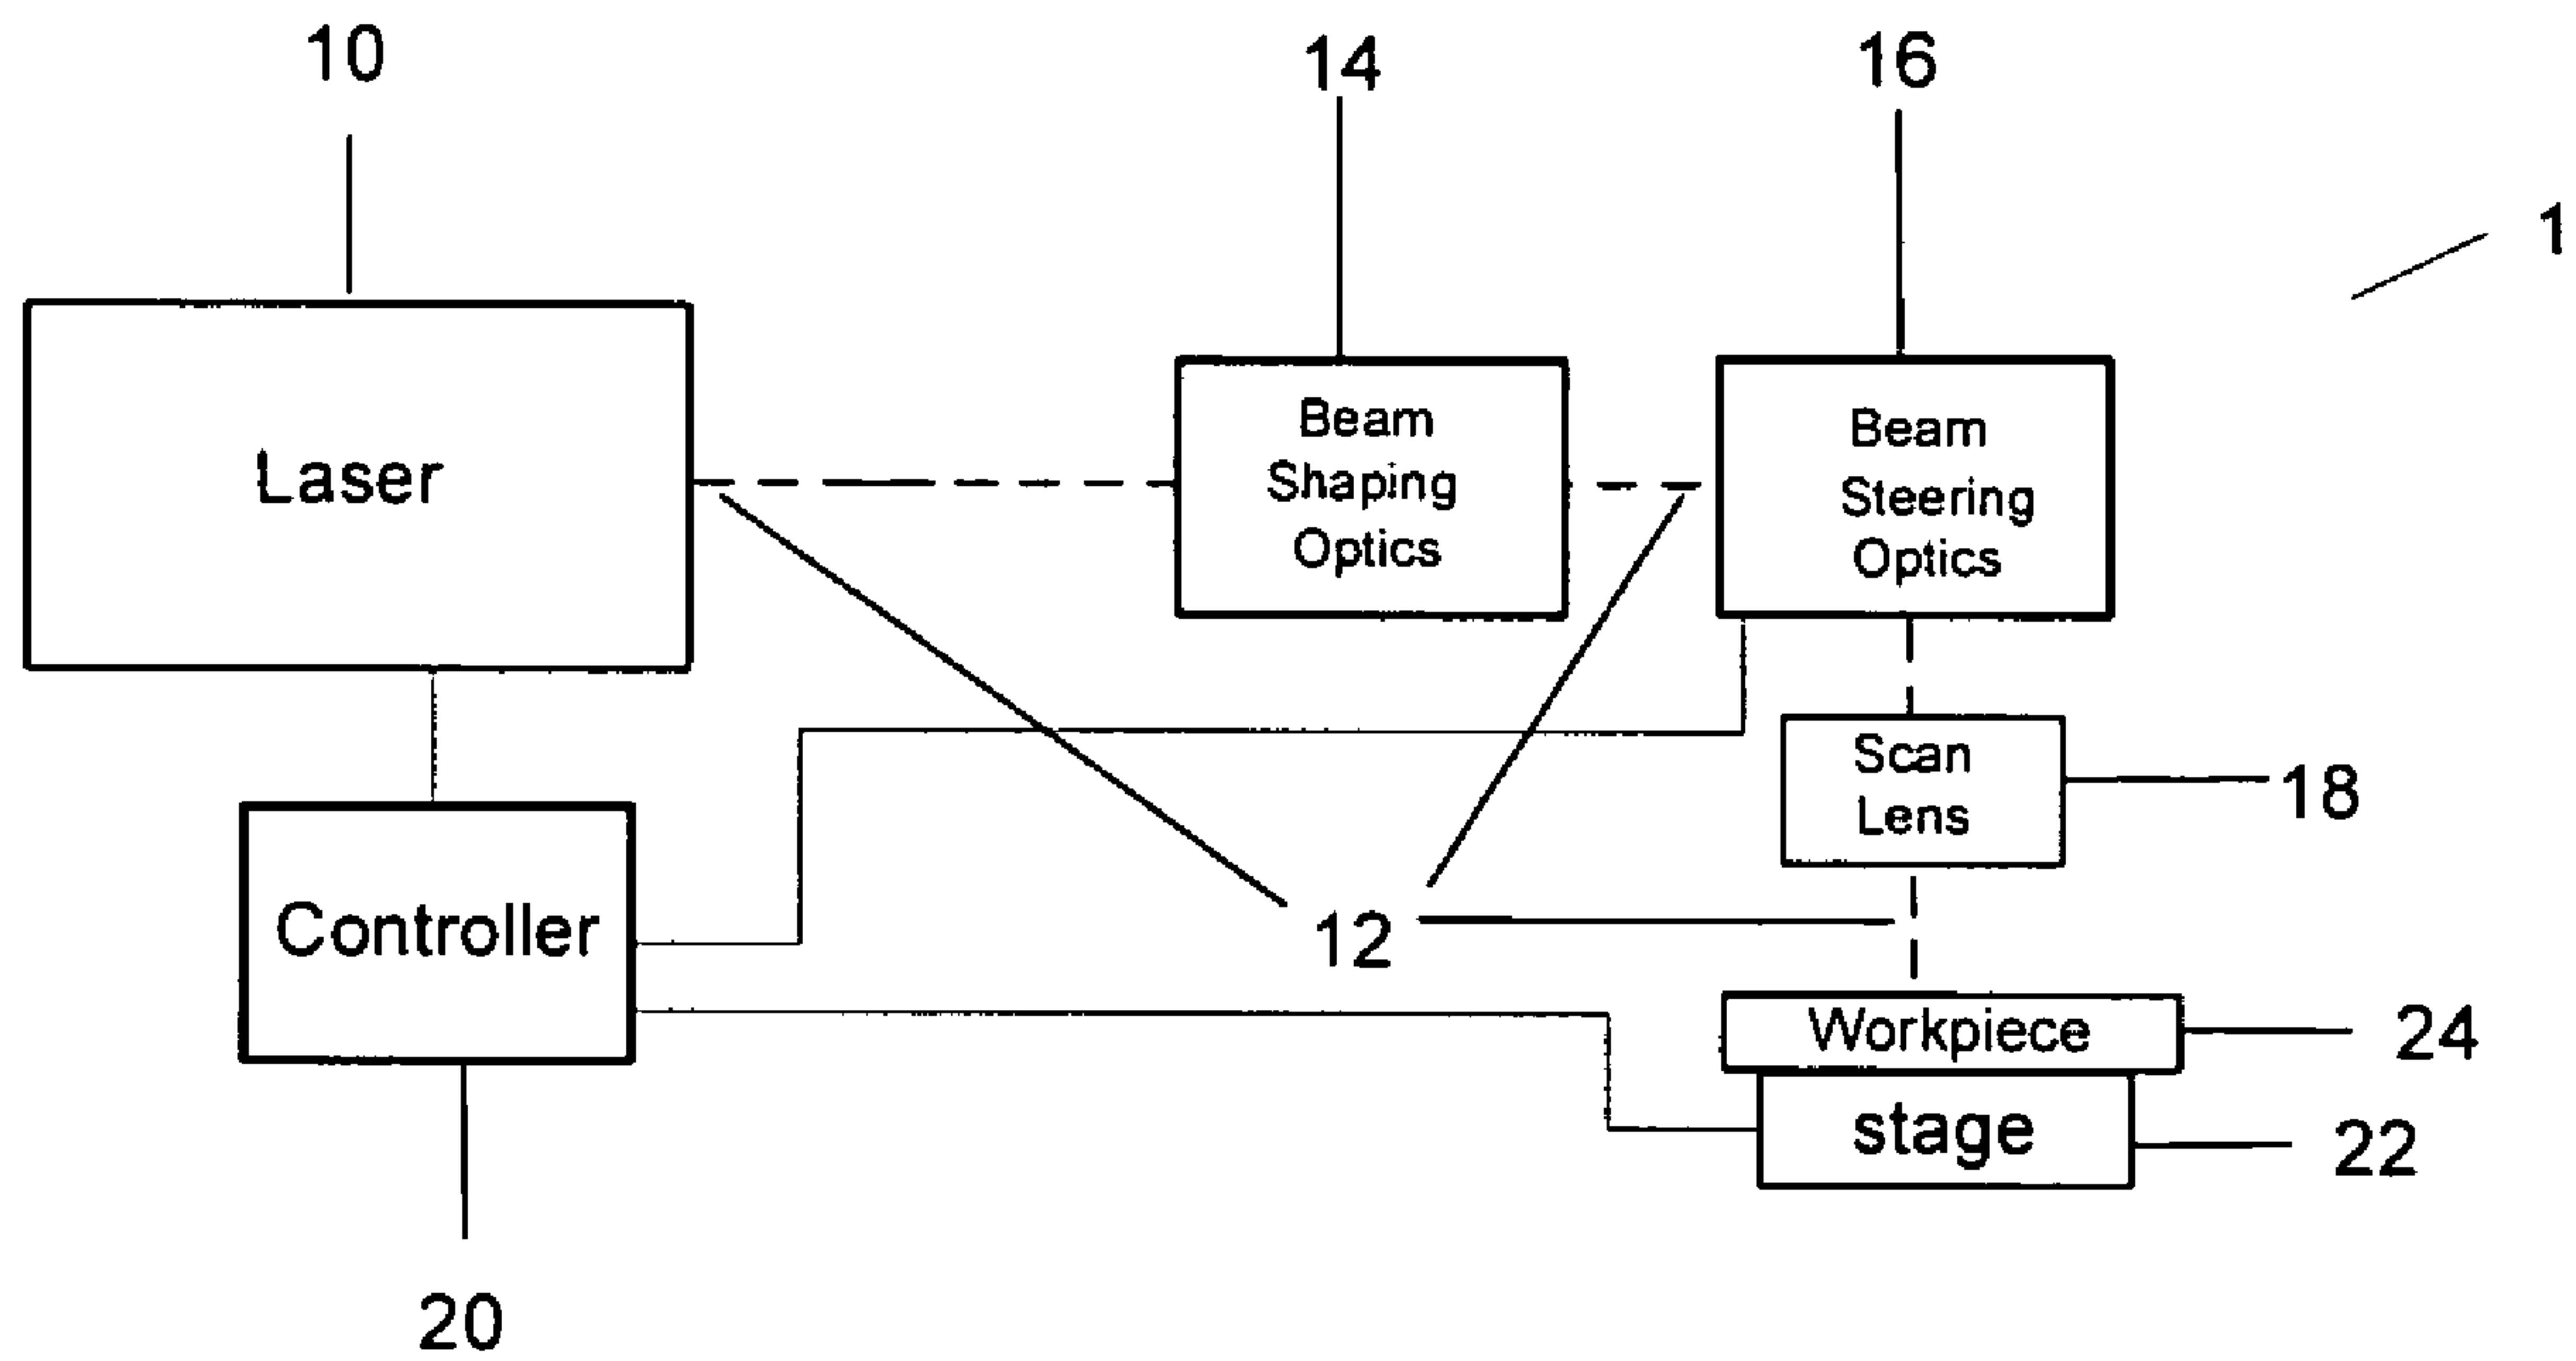 10
14
16
1
Laser
Beam
Shaping
Optics
Beam
Steering
Optics
Scan
Lens
18
Controller
12
Workpiece
24
stage
22
20